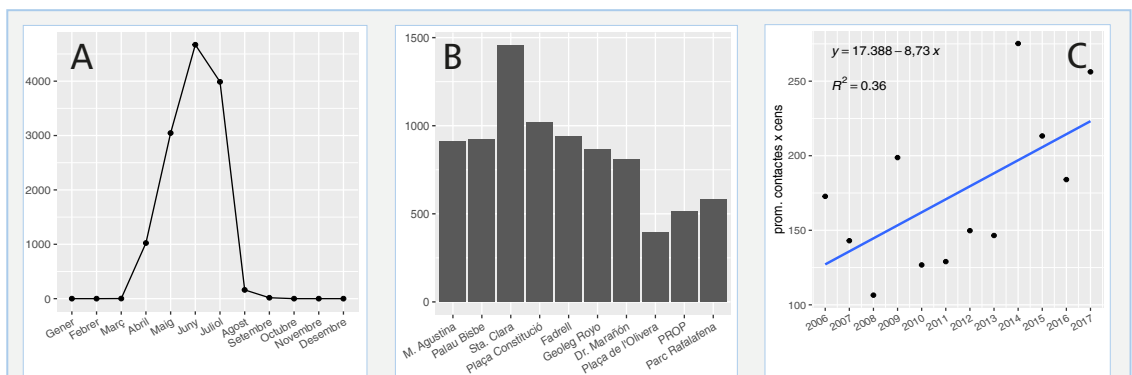 A
4000
3000
2000
1000
0
Gener
Febrer
Març
Abril
Maig
Juny
Juliol
Agost
Setembre
Octubre
Novembre
Desembre
B
1500
1000
500
0
M. Agustina
Palau Bisbe
Sta. Clara
Plaça Constitució
Fadrell
Geoleg Royo
Dr. Marañón
Plaça de l'Olivera
PROP
Parc Rafalafena
C
y = 17.388 − 8,73 x
R² = 0.36
prom. contactes x cens
250
200
150
100
2006
2007
2008
2009
2010
2011
2012
2013
2014
2015
2016
2017